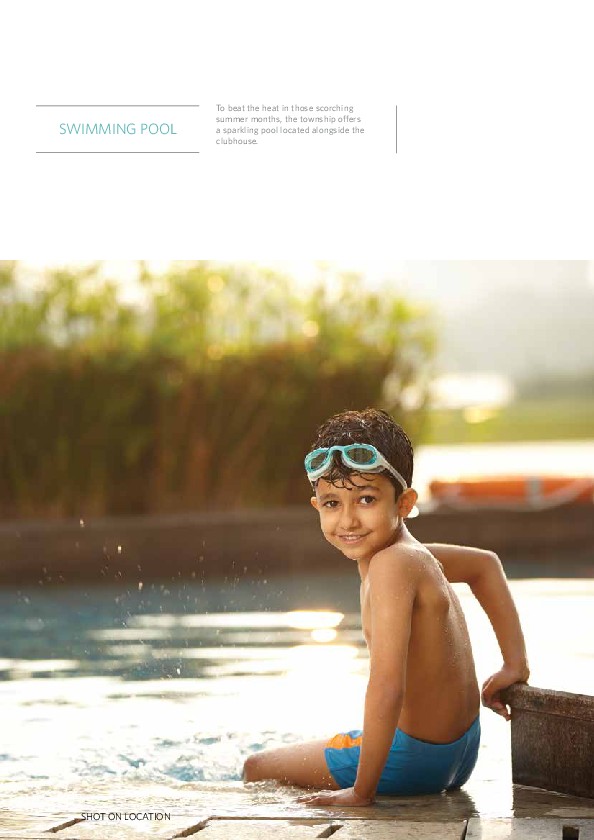 SWIMMING POOL
To beat the heat in those scorching
summer months, the township offers
a sparkling pool located alongside the
clubhouse.
SHOT ON LOCATION